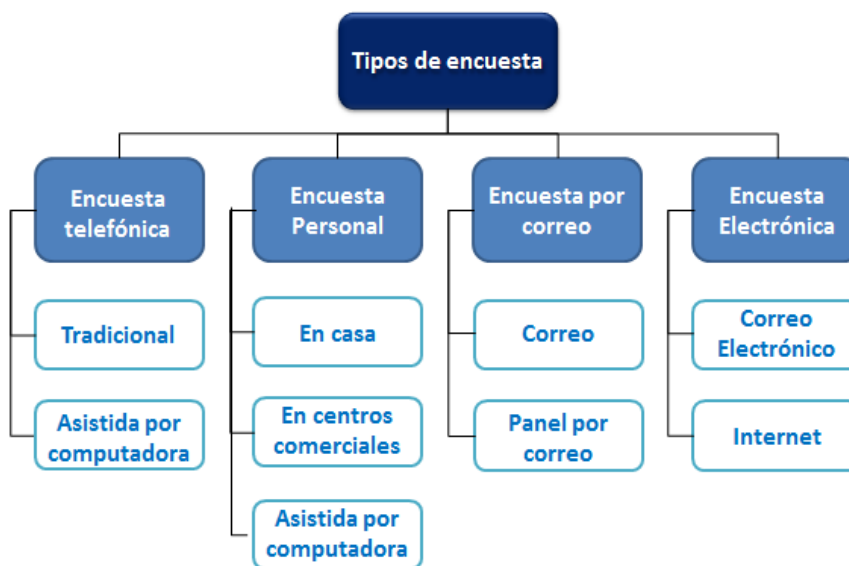 Tipos de encuesta
Encuesta
telefónica
Tradicional
Asistida por
computadora
Encuesta
Personal
En casa
En centros
comerciales
Asistida por
computadora
Encuesta por
correo
Correo
Panel por
correo
Encuesta
Electrónica
Correo
Electrónico
Internet